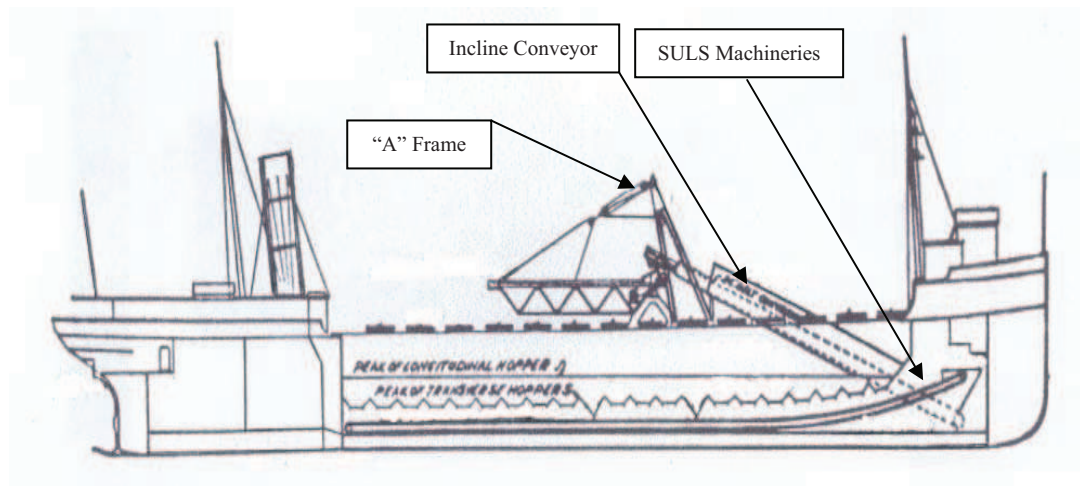 Incline Conveyor
SULS Machineries
“A” Frame
PEAK OF LONGITUDINAL HOPPER
PEAK OF TRANSVERSE HOPPERS